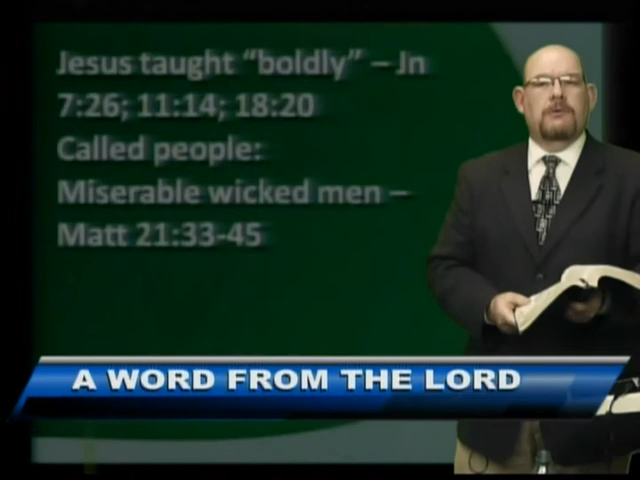 Jesus taught “boldly” – Jn
7:26; 11:14; 18:20
Called people:
Miserable wicked men –
Matt 21:33-45
A WORD FROM THE LORD